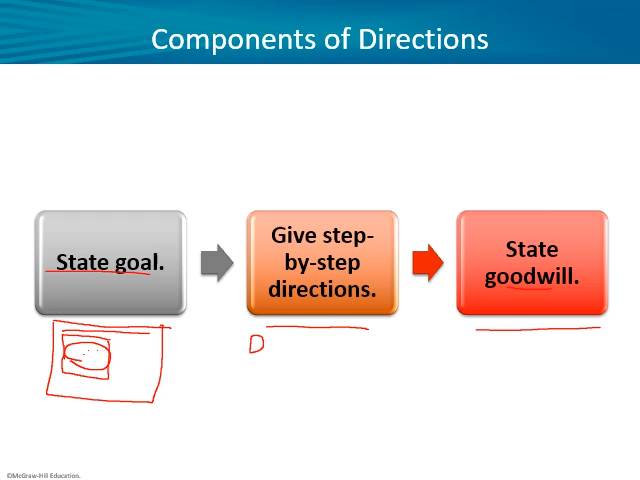 Components of Directions
State goal.
Give step-
by-step
directions.
State
goodwill.
D
©McGraw-Hill Education.